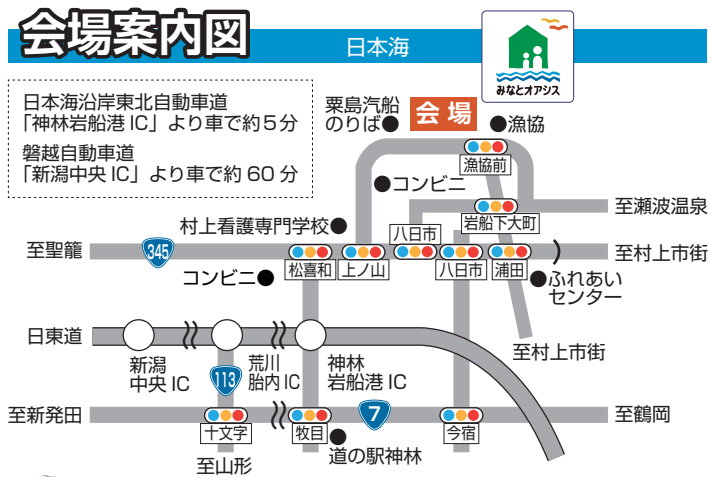 会場案内図
日本海
みなとオアシス
日本海沿岸東北自動車道
「神林岩船港 IC」より車で約5分
磐越自動車道
「新潟中央 IC」より車で約 60 分
粟島汽船
のりば●
会場
●漁協
漁協前
●コンビニ
岩船下大町
至瀬波温泉
村上看護専門学校●
八日市
至聖籠
345
松喜和
上ノ山
八日市
浦田
至村上市街
コンビニ●
●ふれあい
センター
日東道
至村上市街
新潟
中央 IC
荒川
胎内 IC
神林
岩船港 IC
113
至新発田
十文字
牧目
7
今宿
至鶴岡
●
道の駅神林
至山形